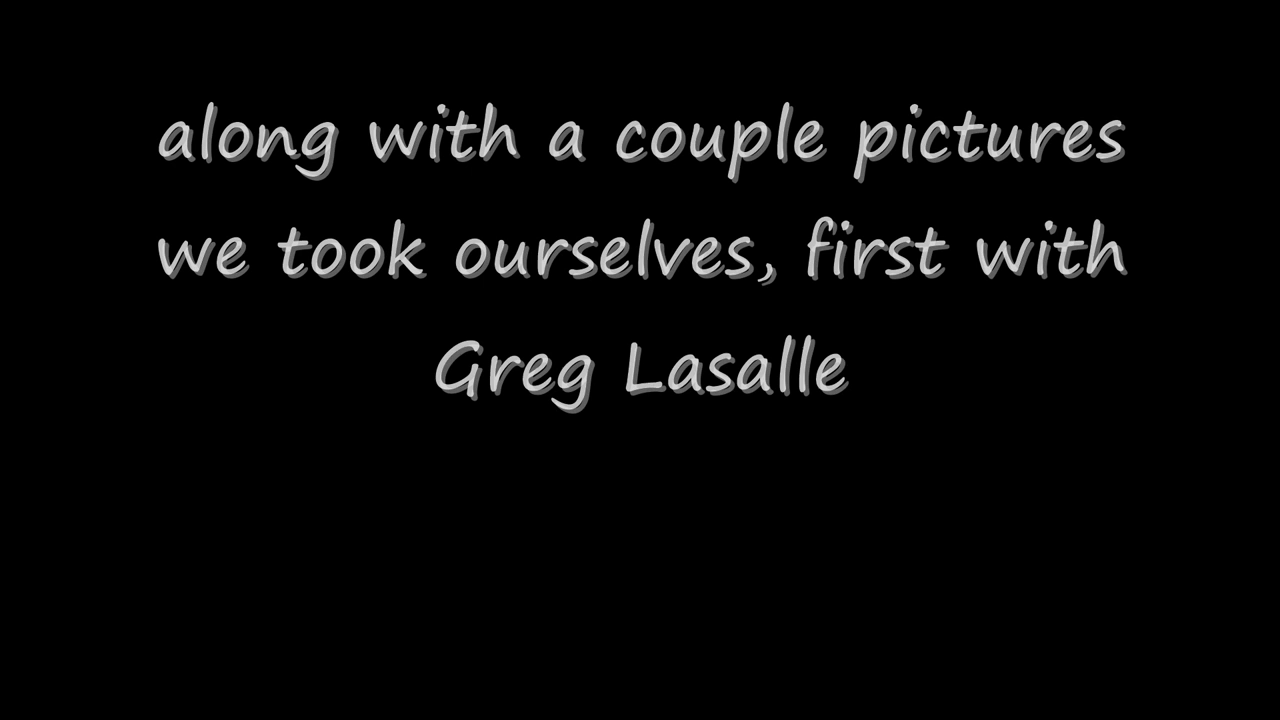 along with a couple pictures
we took ourselves, first with
Greg Lasalle